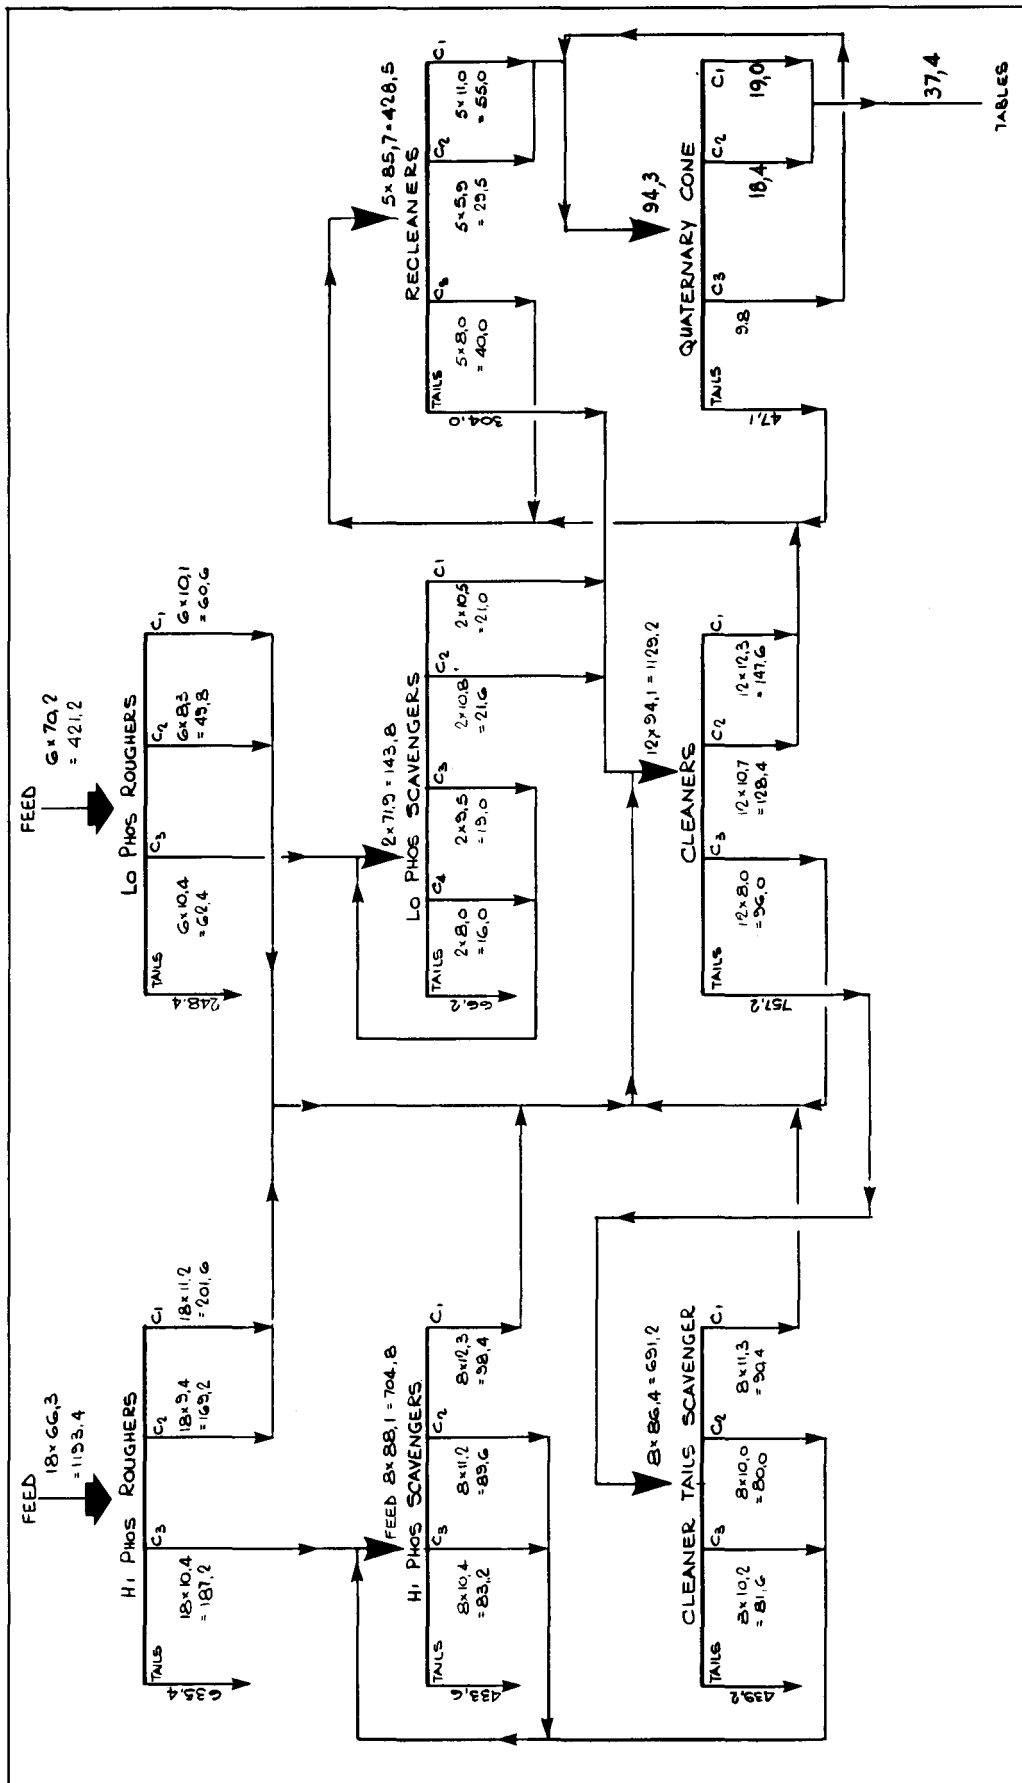 FEED
18×66,3
=1193.4
HI PHOS ROUGHERS
TAILS
635.4
C3
18×10,4
=187,2
C2
18×9,4
=169,2
C1
18×11,2
=201,6
FEED
6×70,2
=421,2
LO PHOS ROUGHERS
TAILS
248.4
C3
6×10,4
=62,4
C2
6×8,3
=49,8
C1
6×10,1
=60,6
FEED 8×88,1=704,8
HI PHOS SCAVENGERS
TAILS
433,6
C3
8×10,4
=83,2
C2
8×11,2
=89,6
C1
8×12,3
=98,4
2×71,9=143,8
LO PHOS SCAVENGERS
TAILS
66,2
C4
2×8,0
=16,0
C3
2×9,5
=19,0
C2
2×10,8
=21,6
C1
2×10,5
=21,0
5×85,7=428,5
RECLEANERS
TAILS
304,0
C3
5×8,0
=40,0
C2
5×5,9
=29,5
C1
5×11,0
=55,0
8×86,4=691,2
CLEANER TAILS SCAVENGER
TAILS
439,2
C3
8×10,2
=81,6
C2
8×10,0
=80,0
C1
8×11,3
=90,4
12×94,1=1129,2
CLEANERS
TAILS
757,2
C3
12×8,0
=96,0
C2
12×10,7
=128,4
C1
12×12,3
=147,6
94,3
QUATERNARY CONE
TAILS
47,1
C3
9.8
C2
18,4
C1
19,0
37,4
TABLES